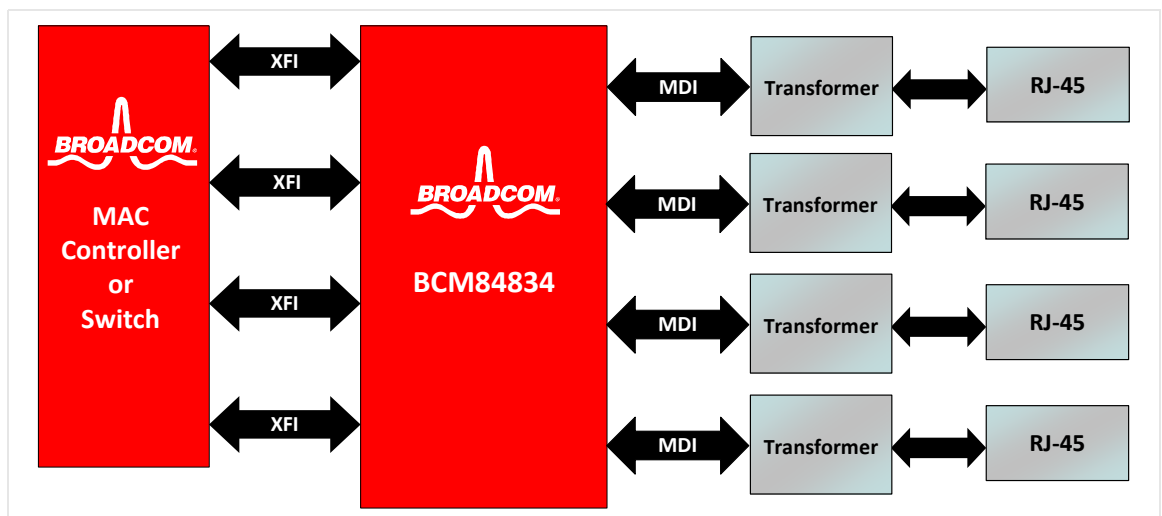 BROADCOM®
MAC
Controller
or
Switch
XFI
XFI
XFI
XFI
BROADCOM®
BCM84834
MDI
Transformer
RJ-45
MDI
Transformer
RJ-45
MDI
Transformer
RJ-45
MDI
Transformer
RJ-45